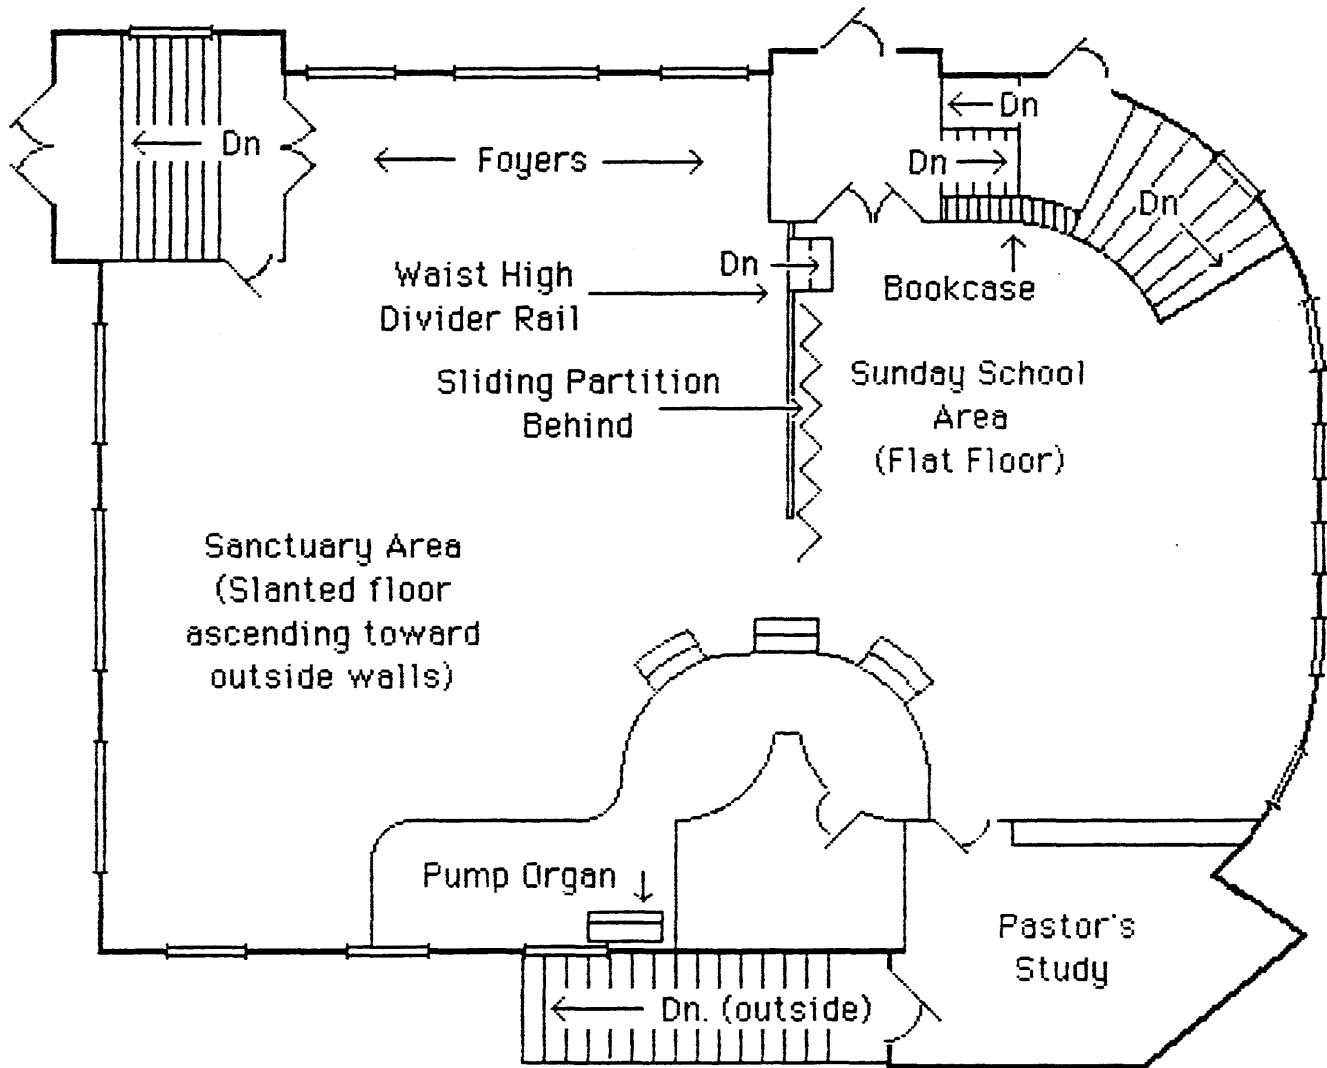 Dn
Dn
Foyers
Dn
Dn
Waist High
Divider Rail
Dn
Bookcase
Sliding Partition
Behind
Sunday School
Area
(Flat Floor)
Sanctuary Area
(Slanted floor
ascending toward
outside walls)
Pump Organ
Pastor's
Study
Dn. (outside)